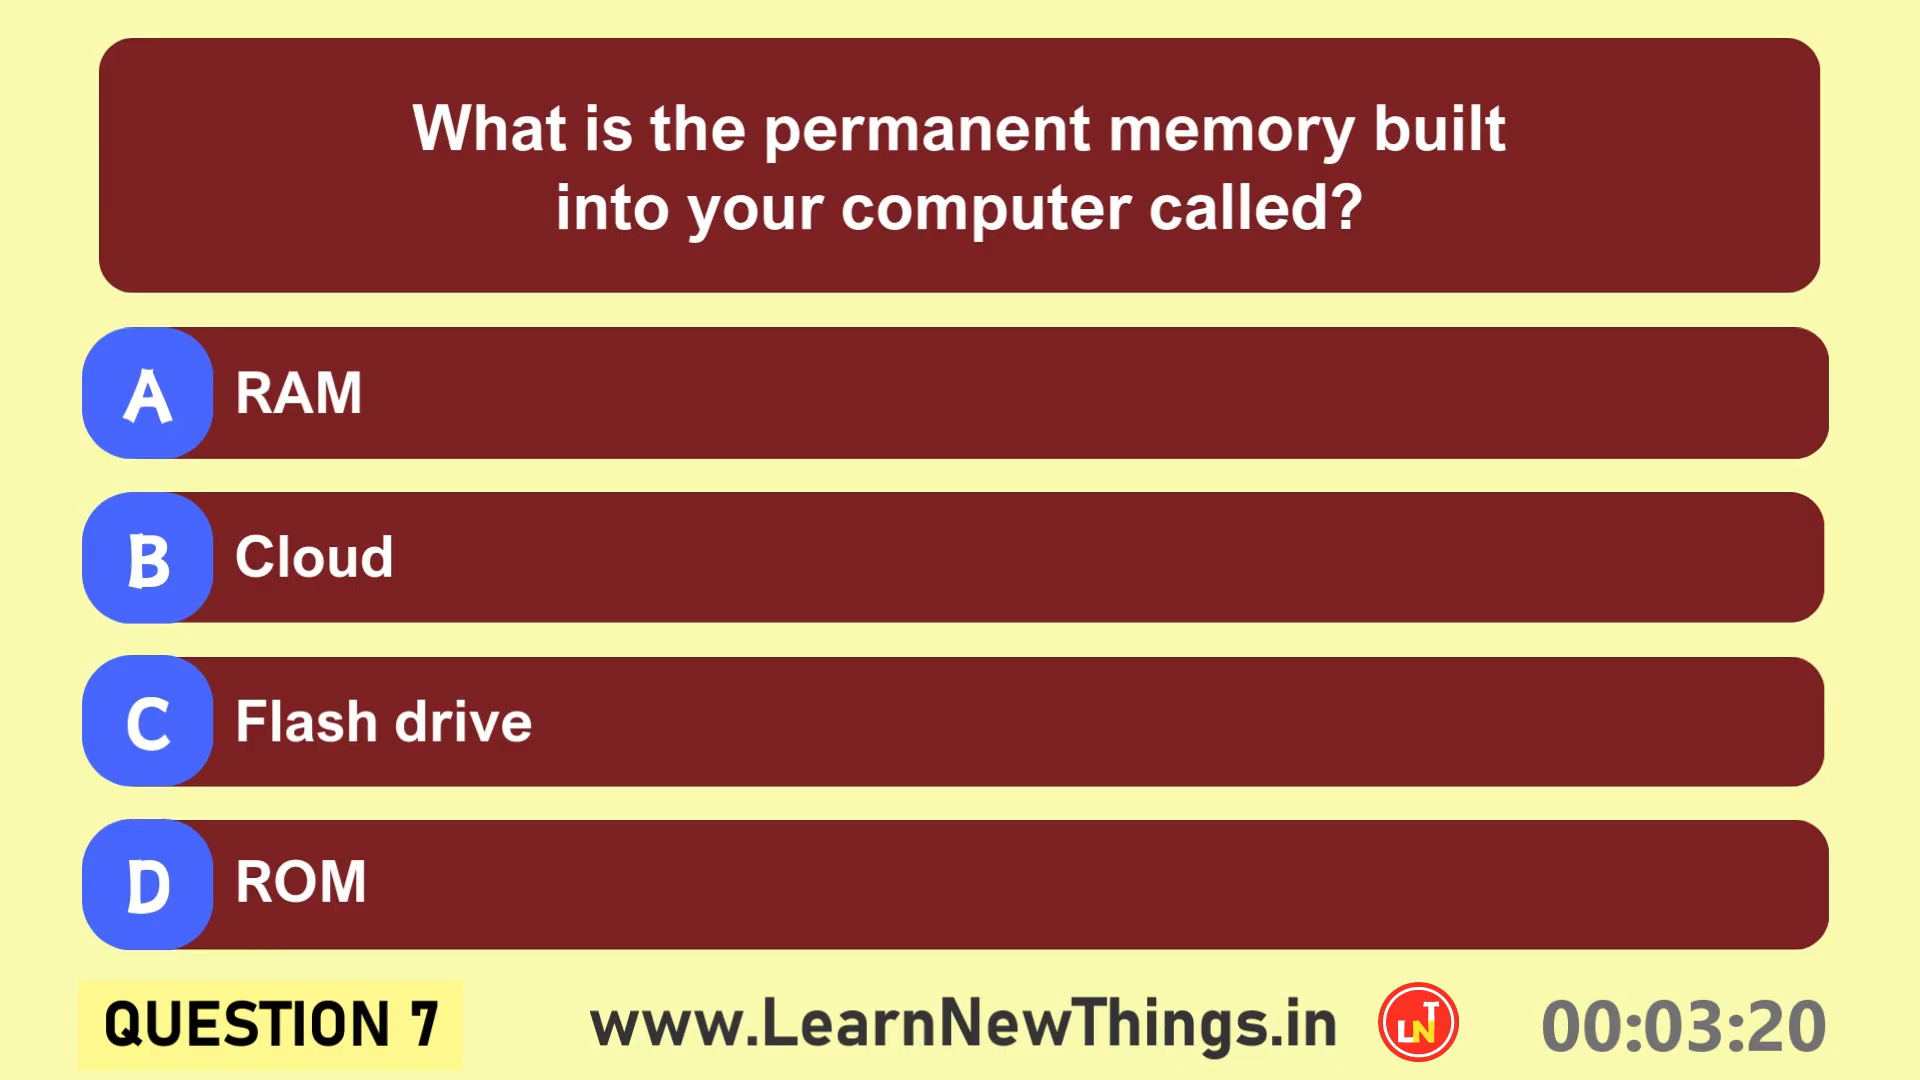 What is the permanent memory built
into your computer called?
A RAM
B Cloud
C Flash drive
D ROM
QUESTION 7 www.LearnNewThings.in LNT 00:03:20